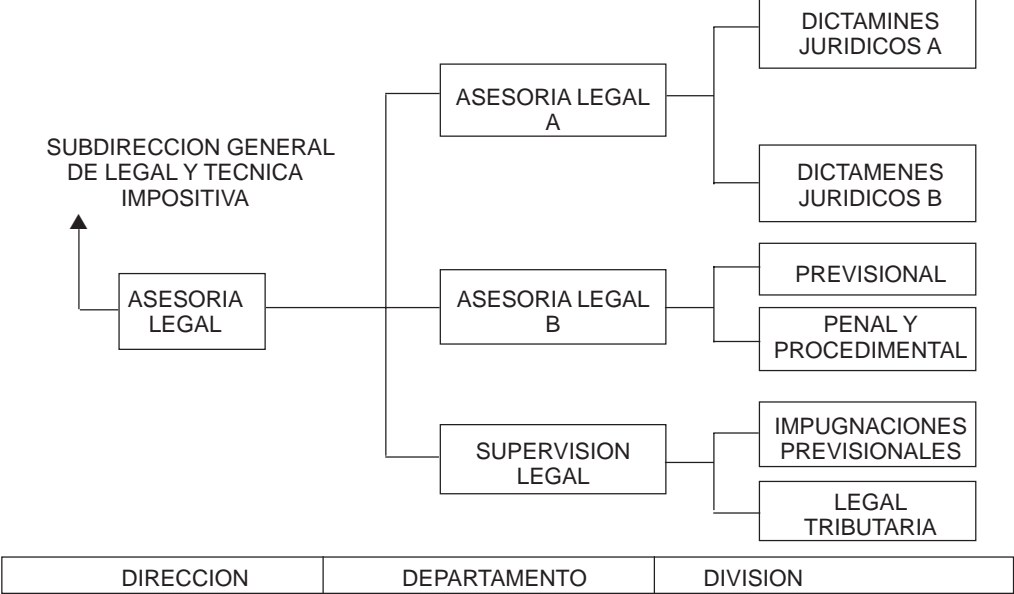 DICTAMINES
JURIDICOS A
ASESORIA LEGAL
A
SUBDIRECCION GENERAL
DE LEGAL Y TECNICA
IMPOSITIVA
DICTAMENES
JURIDICOS B
ASESORIA
LEGAL
ASESORIA LEGAL
B
PREVISIONAL
PENAL Y
PROCEDIMENTAL
SUPERVISION
LEGAL
IMPUGNACIONES
PREVISIONALES
LEGAL
TRIBUTARIA
DIRECCION DEPARTAMENTO DIVISION